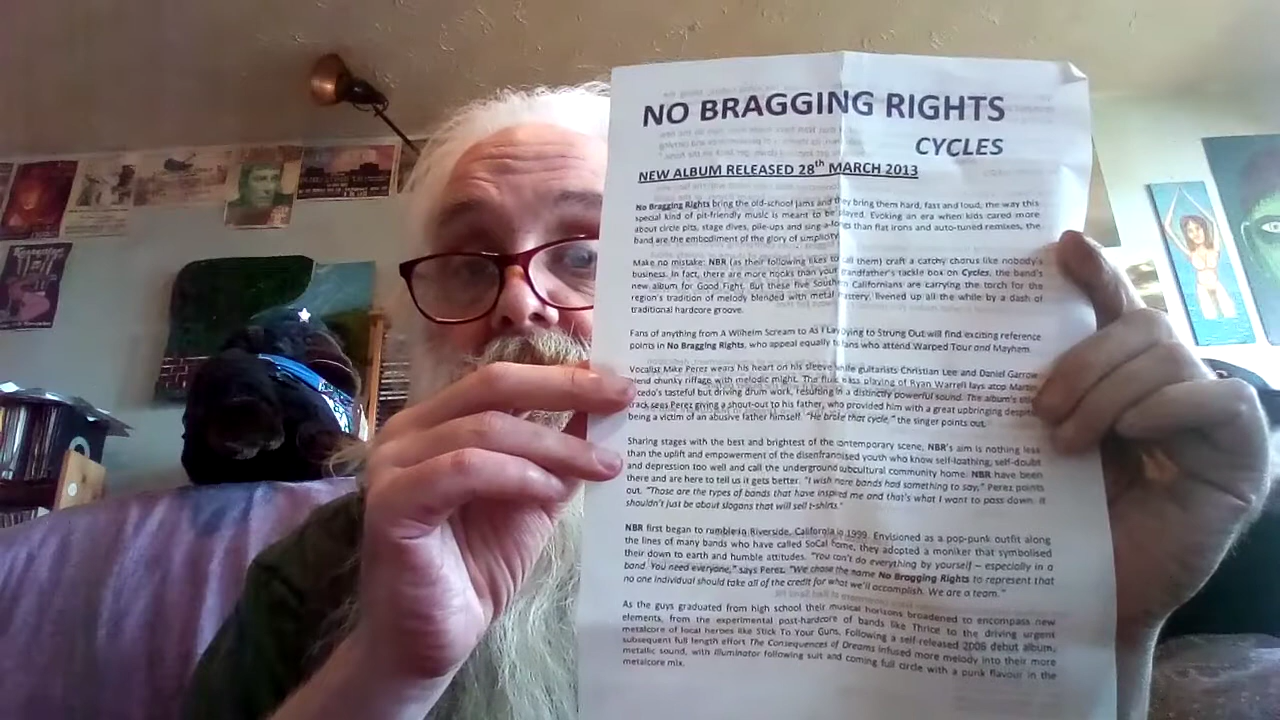 NO BRAGGING RIGHTS
CYCLES
NEW ALBUM RELEASED 28th MARCH 2013
No Bragging Rights bring the old-school jams and they bring them hard, fast and loud, the way this
special kind of pit-friendly music is meant to be played. Evoking an era when kids cared more
about circle pits, stage dives, pile-ups and sing-a-longs than flat irons and auto-tuned remixes, the
band are the embodiment of the glory of simplicity.
Make no mistake: NBR (as their following likes to call them) craft a catchy chorus like nobody's
business. In fact, there are more hooks than your grandfather's tackle box on Cycles, the band's
new album for Good Fight. But these five Southern Californians are carrying the torch for the
region's tradition of melody blended with metal mastery, livened up all the while by a dash of
traditional hardcore groove.
Fans of anything from A Wilhelm Scream to As I Lay Dying to Strung Out will find exciting reference
points in No Bragging Rights, who appeal equally to fans who attend Warped Tour and Mayhem.
Vocalist Mike Perez wears his heart on his sleeve while guitarists Christian Lee and Daniel Garrow
blend chunky riffage with melodic might. The fluid bass playing of Ryan Warrell lays atop Martin
tasteful but driving drum work, resulting in a distinctly powerful sound. The album's title
track sees Perez giving a shout-out to his father, who provided him with a great upbringing despite
being a victim of an abusive father himself. "He broke that cycle," the singer points out.
Sharing stages with the best and brightest of the contemporary scene, NBR's aim is nothing less
than the uplift and empowerment of the disenfranised youth who know self-loathing, self-doubt
and depression too well and call the underground subcultural community home. NBR have been
there and are here to tell us it gets better. "I wish more bands had something to say," Perez points
out. "Those are the types of bands that have inspired me and that's what I want to pass down. It
shouldn't just be about slogans that will sell t-shirts."
NBR first began to rumble in Riverside, California in 1999. Envisioned as a pop-punk outfit along
the lines of many bands who have called SoCal home, they adopted a moniker that symbolised
their down to earth and humble attitudes. "You can't do everything by yourself – especially in a
band. You need everyone," says Perez. "We chose the name No Bragging Rights to represent that
no one individual should take all of the credit for what we'll accomplish. We are a team."
As the guys graduated from high school their musical horizons broadened to encompass new
elements, from the experimental post-hardcore of bands like Thrice to the driving urgent
metalcore of local heroes like Stick To Your Guns. Following a self-released 2006 debut album,
subsequent full length effort The Consequences of Dreams infused more melody into their more
metallic sound, with Illuminator following suit and coming full circle with a punk flavour in the
metalcore mix.